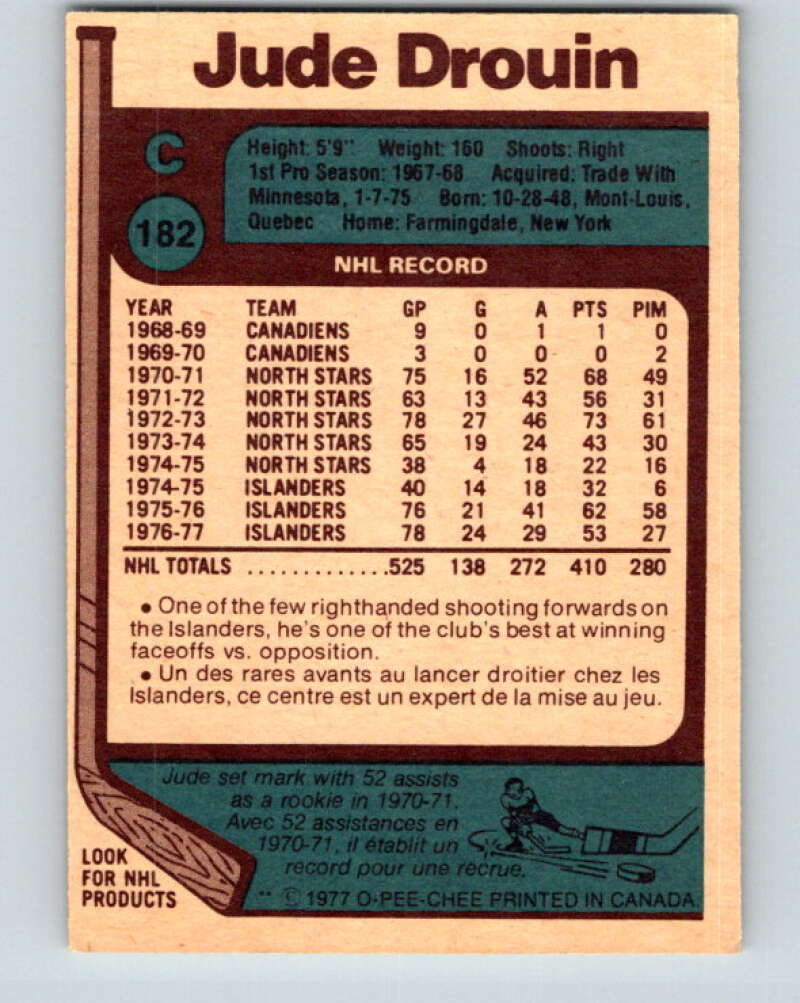 Jude Drouin
C
182
Height: 5'9" Weight: 160 Shoots: Right
1st Pro Season: 1967-68 Acquired: Trade With
Minnesota, 1-7-75 Born: 10-28-48, Mont-Louis,
Quebec Home: Farmingdale, New York
NHL RECORD
YEAR TEAM GP G A PTS PIM
1968-69 CANADIENS 9 0 1 1 0
1969-70 CANADIENS 3 0 0 0 2
1970-71 NORTH STARS 75 16 52 68 49
1971-72 NORTH STARS 63 13 43 56 31
1972-73 NORTH STARS 78 27 46 73 61
1973-74 NORTH STARS 65 19 24 43 30
1974-75 NORTH STARS 38 4 18 22 16
1974-75 ISLANDERS 40 14 18 32 6
1975-76 ISLANDERS 76 21 41 62 58
1976-77 ISLANDERS 78 24 29 53 27
NHL TOTALS .............525 138 272 410 280
• One of the few righthanded shooting forwards on
the Islanders, he's one of the club's best at winning
faceoffs vs. opposition.
• Un des rares avants au lancer droitier chez les
Islanders, ce centre est un expert de la mise au jeu.
Jude set mark with 52 assists
as a rookie in 1970-71.
Avec 52 assistances en
1970-71, il établit un
record pour une recrue.
LOOK
FOR NHL
PRODUCTS
** © 1977 O-PEE-CHEE PRINTED IN CANADA